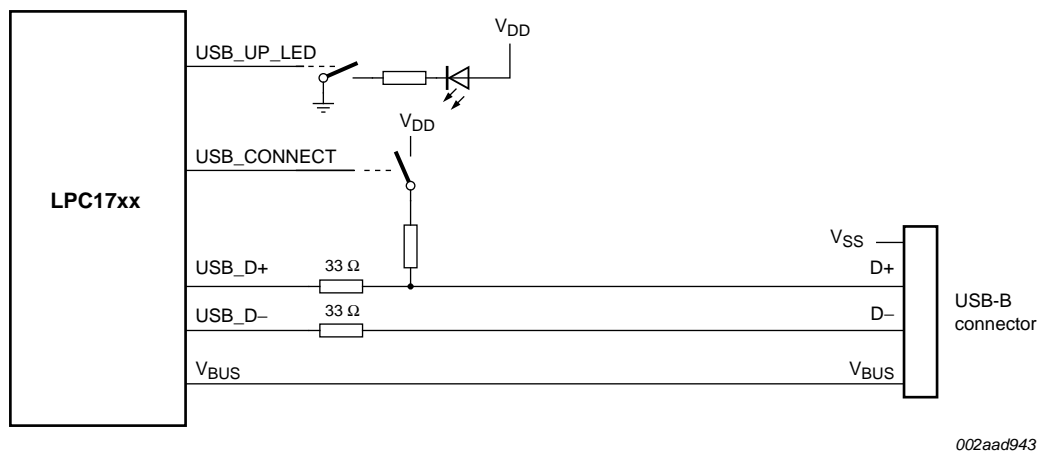 V_DD
USB_UP_LED
V_DD
USB_CONNECT
LPC17xx
V_SS
USB_D+ 33 Ω D+
USB-B
connector
USB_D– 33 Ω D–
V_BUS V_BUS
002aad943